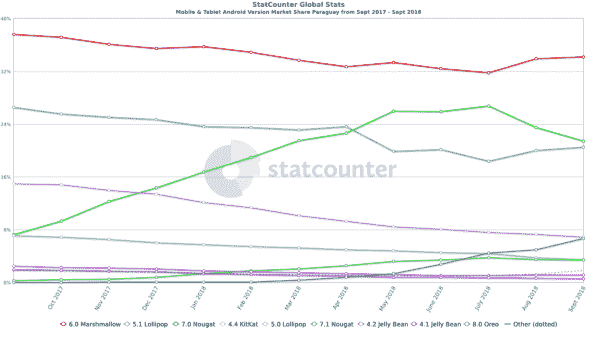 StatCounter Global Stats
Mobile & Tablet Android Version Market Share Paraguay from Sept 2017 - Sept 2018
40%
32%
24%
16%
8%
0%
statcounter
Oct 2017
Nov 2017
Dec 2017
Jan 2018
Feb 2018
Mar 2018
Apr 2018
May 2018
June 2018
July 2018
Aug 2018
Sept 2018
6.0 Marshmallow 5.1 Lollipop 7.0 Nougat 4.4 KitKat 5.0 Lollipop 7.1 Nougat 4.2 Jelly Bean 4.1 Jelly Bean 8.0 Oreo Other (dotted)